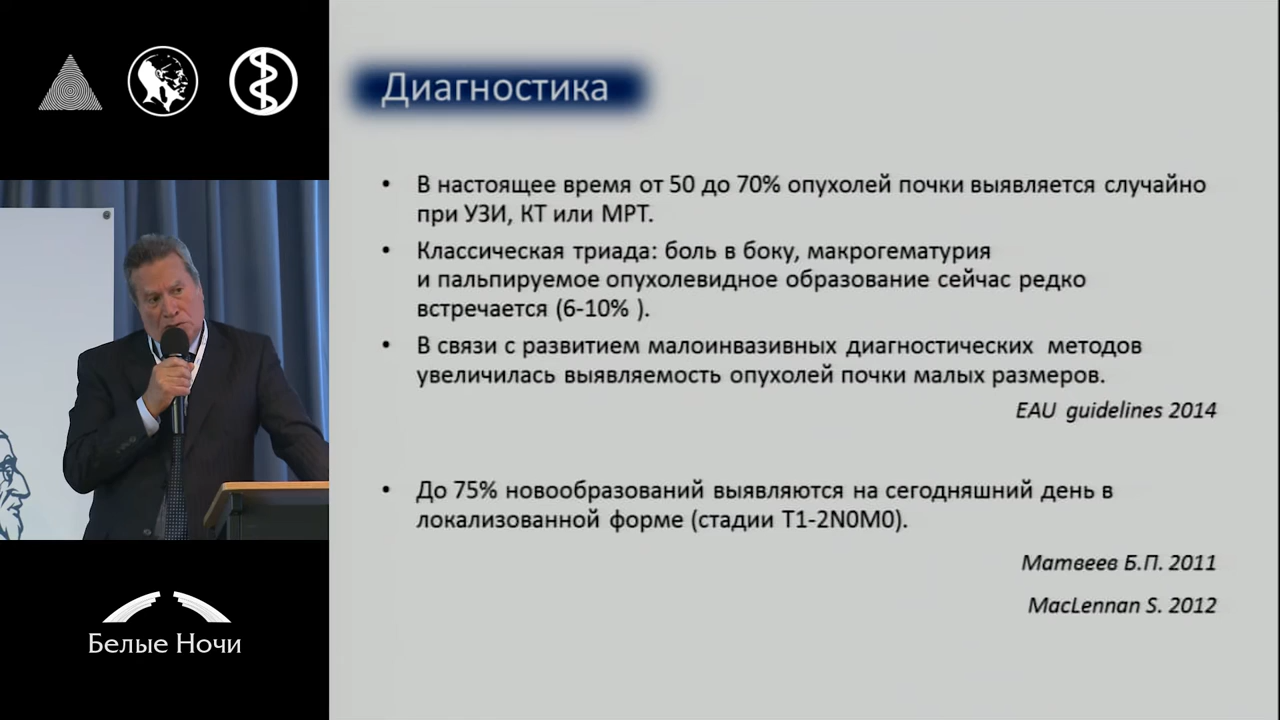 Диагностика
• В настоящее время от 50 до 70% опухолей почки выявляется случайно
при УЗИ, КТ или МРТ.
• Классическая триада: боль в боку, макрогематурия
и пальпируемое опухолевидное образование сейчас редко
встречается (6-10% ).
• В связи с развитием малоинвазивных диагностических методов
увеличилась выявляемость опухолей почки малых размеров.
EAU guidelines 2014
• До 75% новообразований выявляются на сегодняшний день в
локализованной форме (стадии T1-2N0M0).
Матвеев Б.П. 2011
MacLennan S. 2012
Белые Ночи